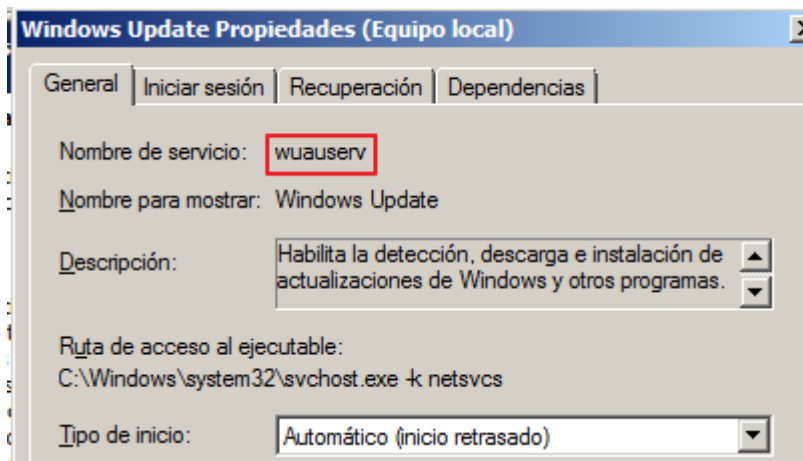 Windows Update Propiedades (Equipo local)
General Iniciar sesión Recuperación Dependencias
Nombre de servicio: wuauserv
Nombre para mostrar: Windows Update
Descripción: Habilita la detección, descarga e instalación de
actualizaciones de Windows y otros programas.
Ruta de acceso al ejecutable:
C:\Windows\system32\svchost.exe -k netsvcs
Tipo de inicio: Automático (inicio retrasado)